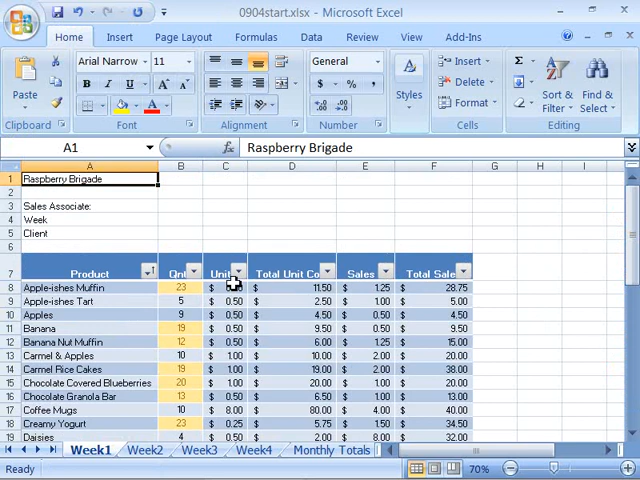 0904start.xlsx - Microsoft Excel
Home Insert Page Layout Formulas Data Review View Add-Ins
Paste Arial Narrow 11 General Styles Insert Delete Format Sort & Filter Find & Select
Clipboard Font Alignment Number Cells Editing
A1 fx Raspberry Brigade
A B C D E F G H I
1 Raspberry Brigade
2
3 Sales Associate:
4 Week
5 Client
6
7 Product Qnt Unit Total Unit Co Sales Total Sale
8 Apple-ishes Muffin 23 $ $ 11.50 $ 1.25 $ 28.75
9 Apple-ishes Tart 5 $ 0.50 $ 2.50 $ 1.00 $ 5.00
10 Apples 9 $ 0.50 $ 4.50 $ 0.50 $ 4.50
11 Banana 19 $ 0.50 $ 9.50 $ 0.50 $ 9.50
12 Banana Nut Muffin 12 $ 0.50 $ 6.00 $ 1.25 $ 15.00
13 Carmel & Apples 10 $ 1.00 $ 10.00 $ 2.00 $ 20.00
14 Carmel Rice Cakes 19 $ 1.00 $ 19.00 $ 2.00 $ 38.00
15 Chocolate Covered Blueberries 20 $ 1.00 $ 20.00 $ 1.00 $ 20.00
16 Chocolate Granola Bar 13 $ 0.50 $ 6.50 $ 1.00 $ 13.00
17 Coffee Mugs 10 $ 8.00 $ 80.00 $ 4.00 $ 40.00
18 Creamy Yogurt 23 $ 0.25 $ 5.75 $ 1.50 $ 34.50
19 Daisies 4 $ 0.50 $ 2.00 $ 8.00 $ 32.00
Week1 Week2 Week3 Week4 Monthly Totals
Ready 70%